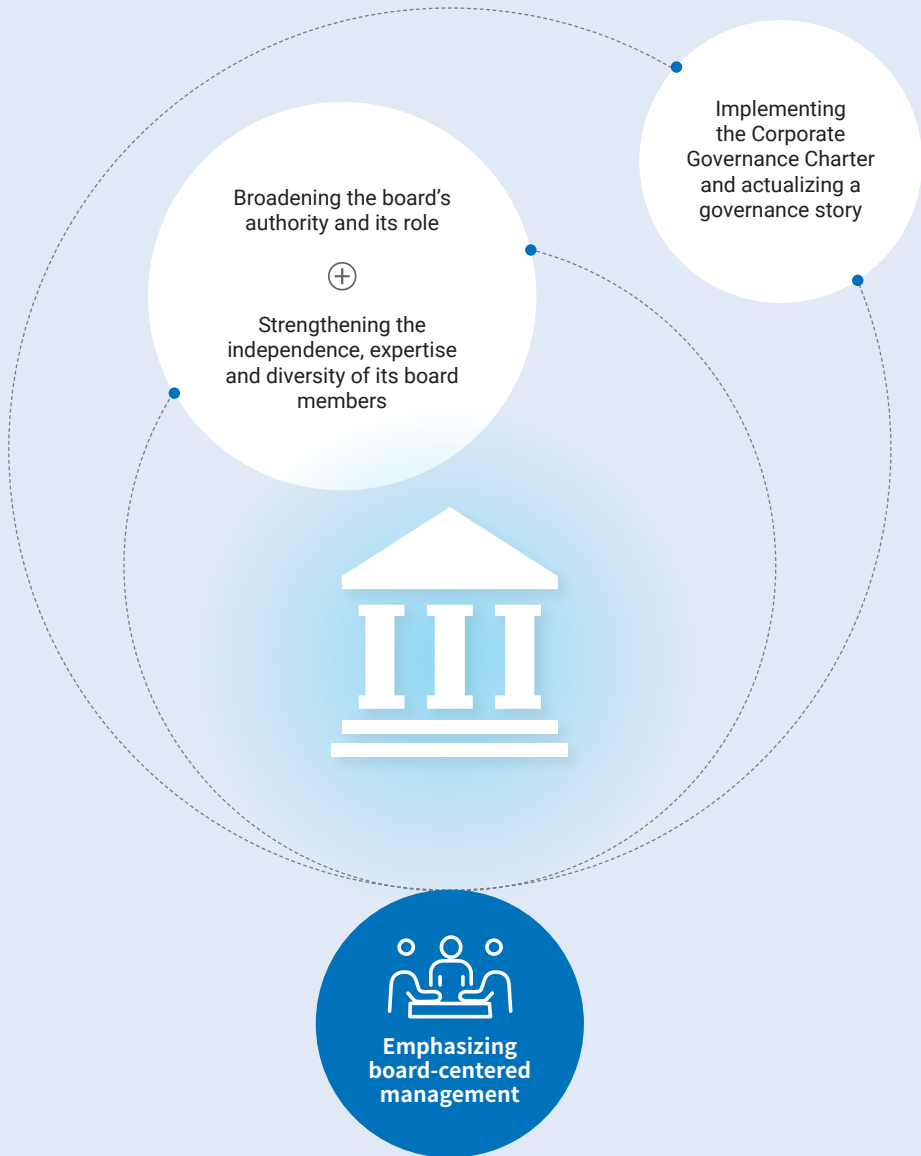 Implementing
the Corporate
Governance Charter
and actualizing a
governance story
Broadening the board’s
authority and its role
Strengthening the
independence, expertise
and diversity of its board
members
Emphasizing
board-centered
management